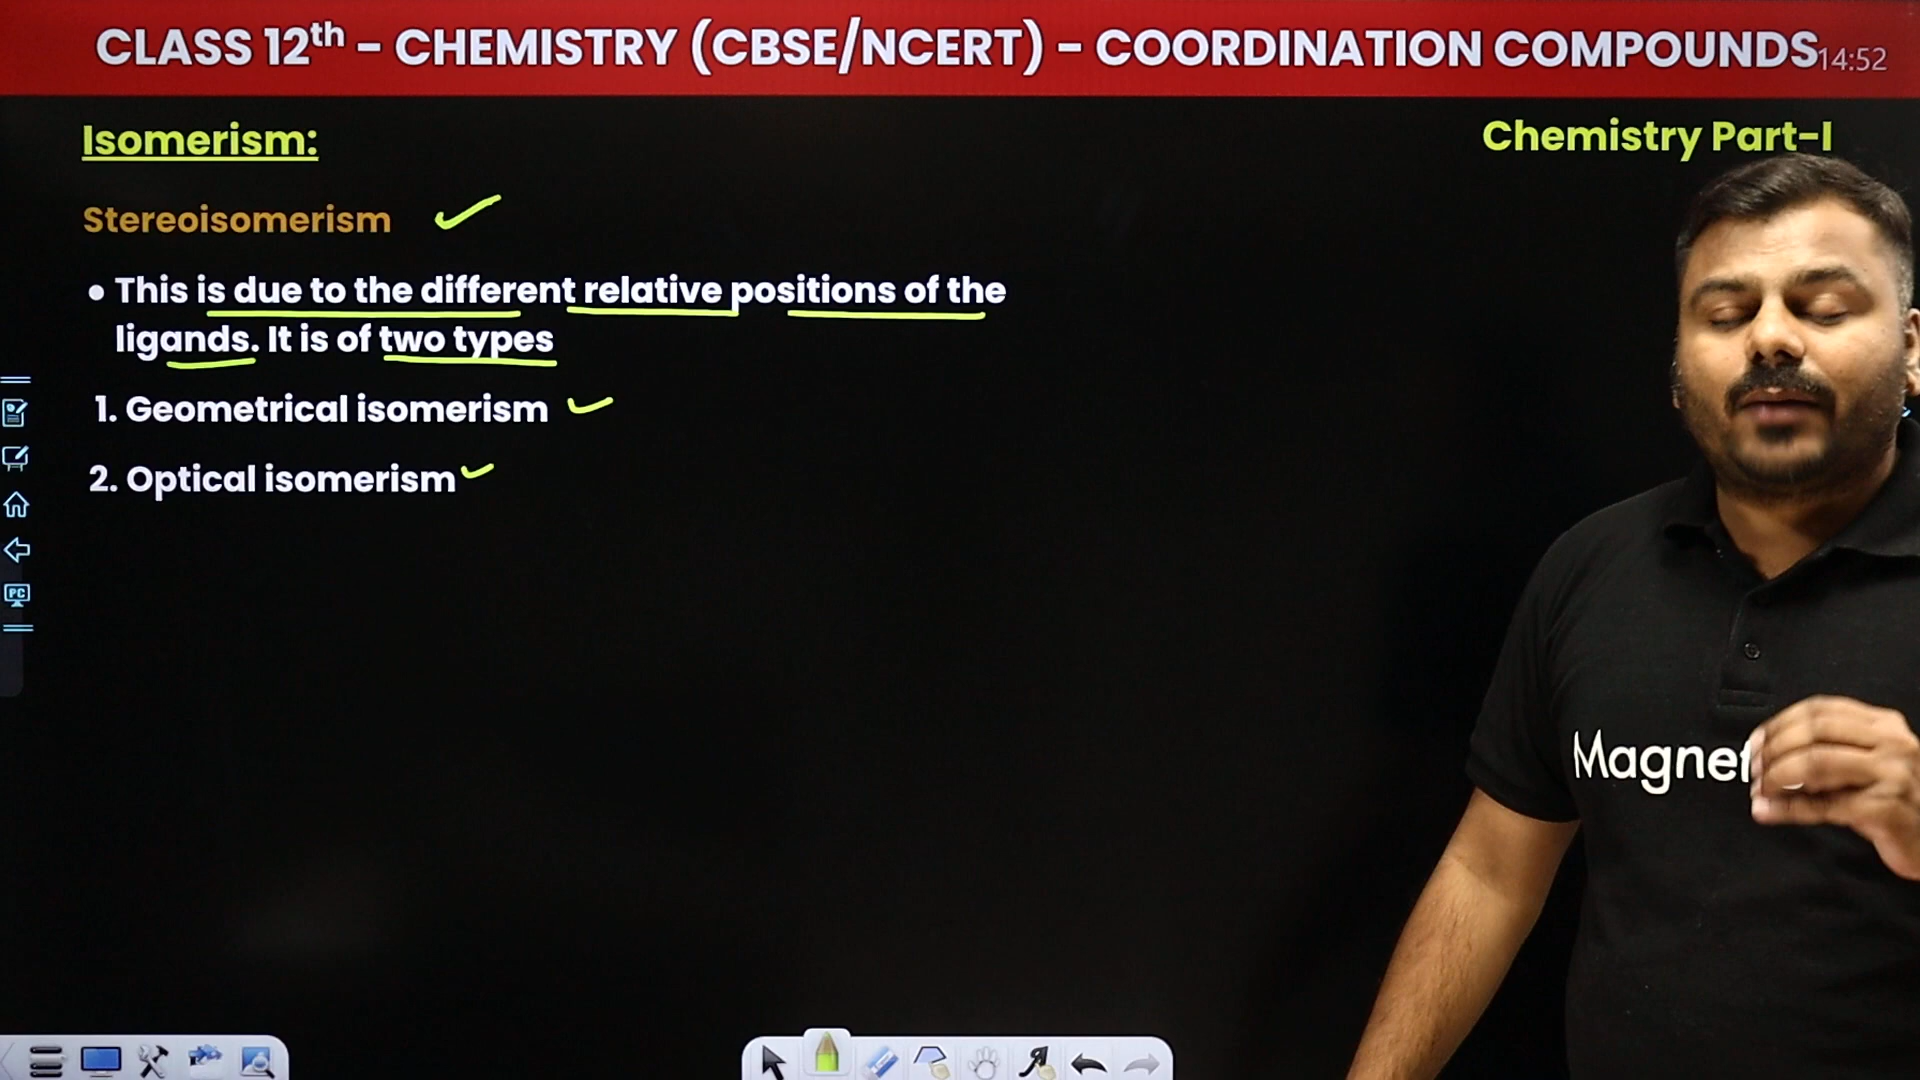 CLASS 12th – CHEMISTRY (CBSE/NCERT) – COORDINATION COMPOUNDS
14:52
Isomerism:
Chemistry Part-I
Stereoisomerism
• This is due to the different relative positions of the
ligands. It is of two types
1. Geometrical isomerism
2. Optical isomerism
PC
Magnet